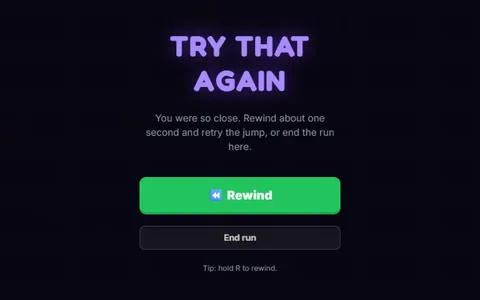 TRY THAT
AGAIN
You were so close. Rewind about one
second and retry the jump, or end the run
here.
⏪ Rewind
End run
Tip: hold R to rewind.